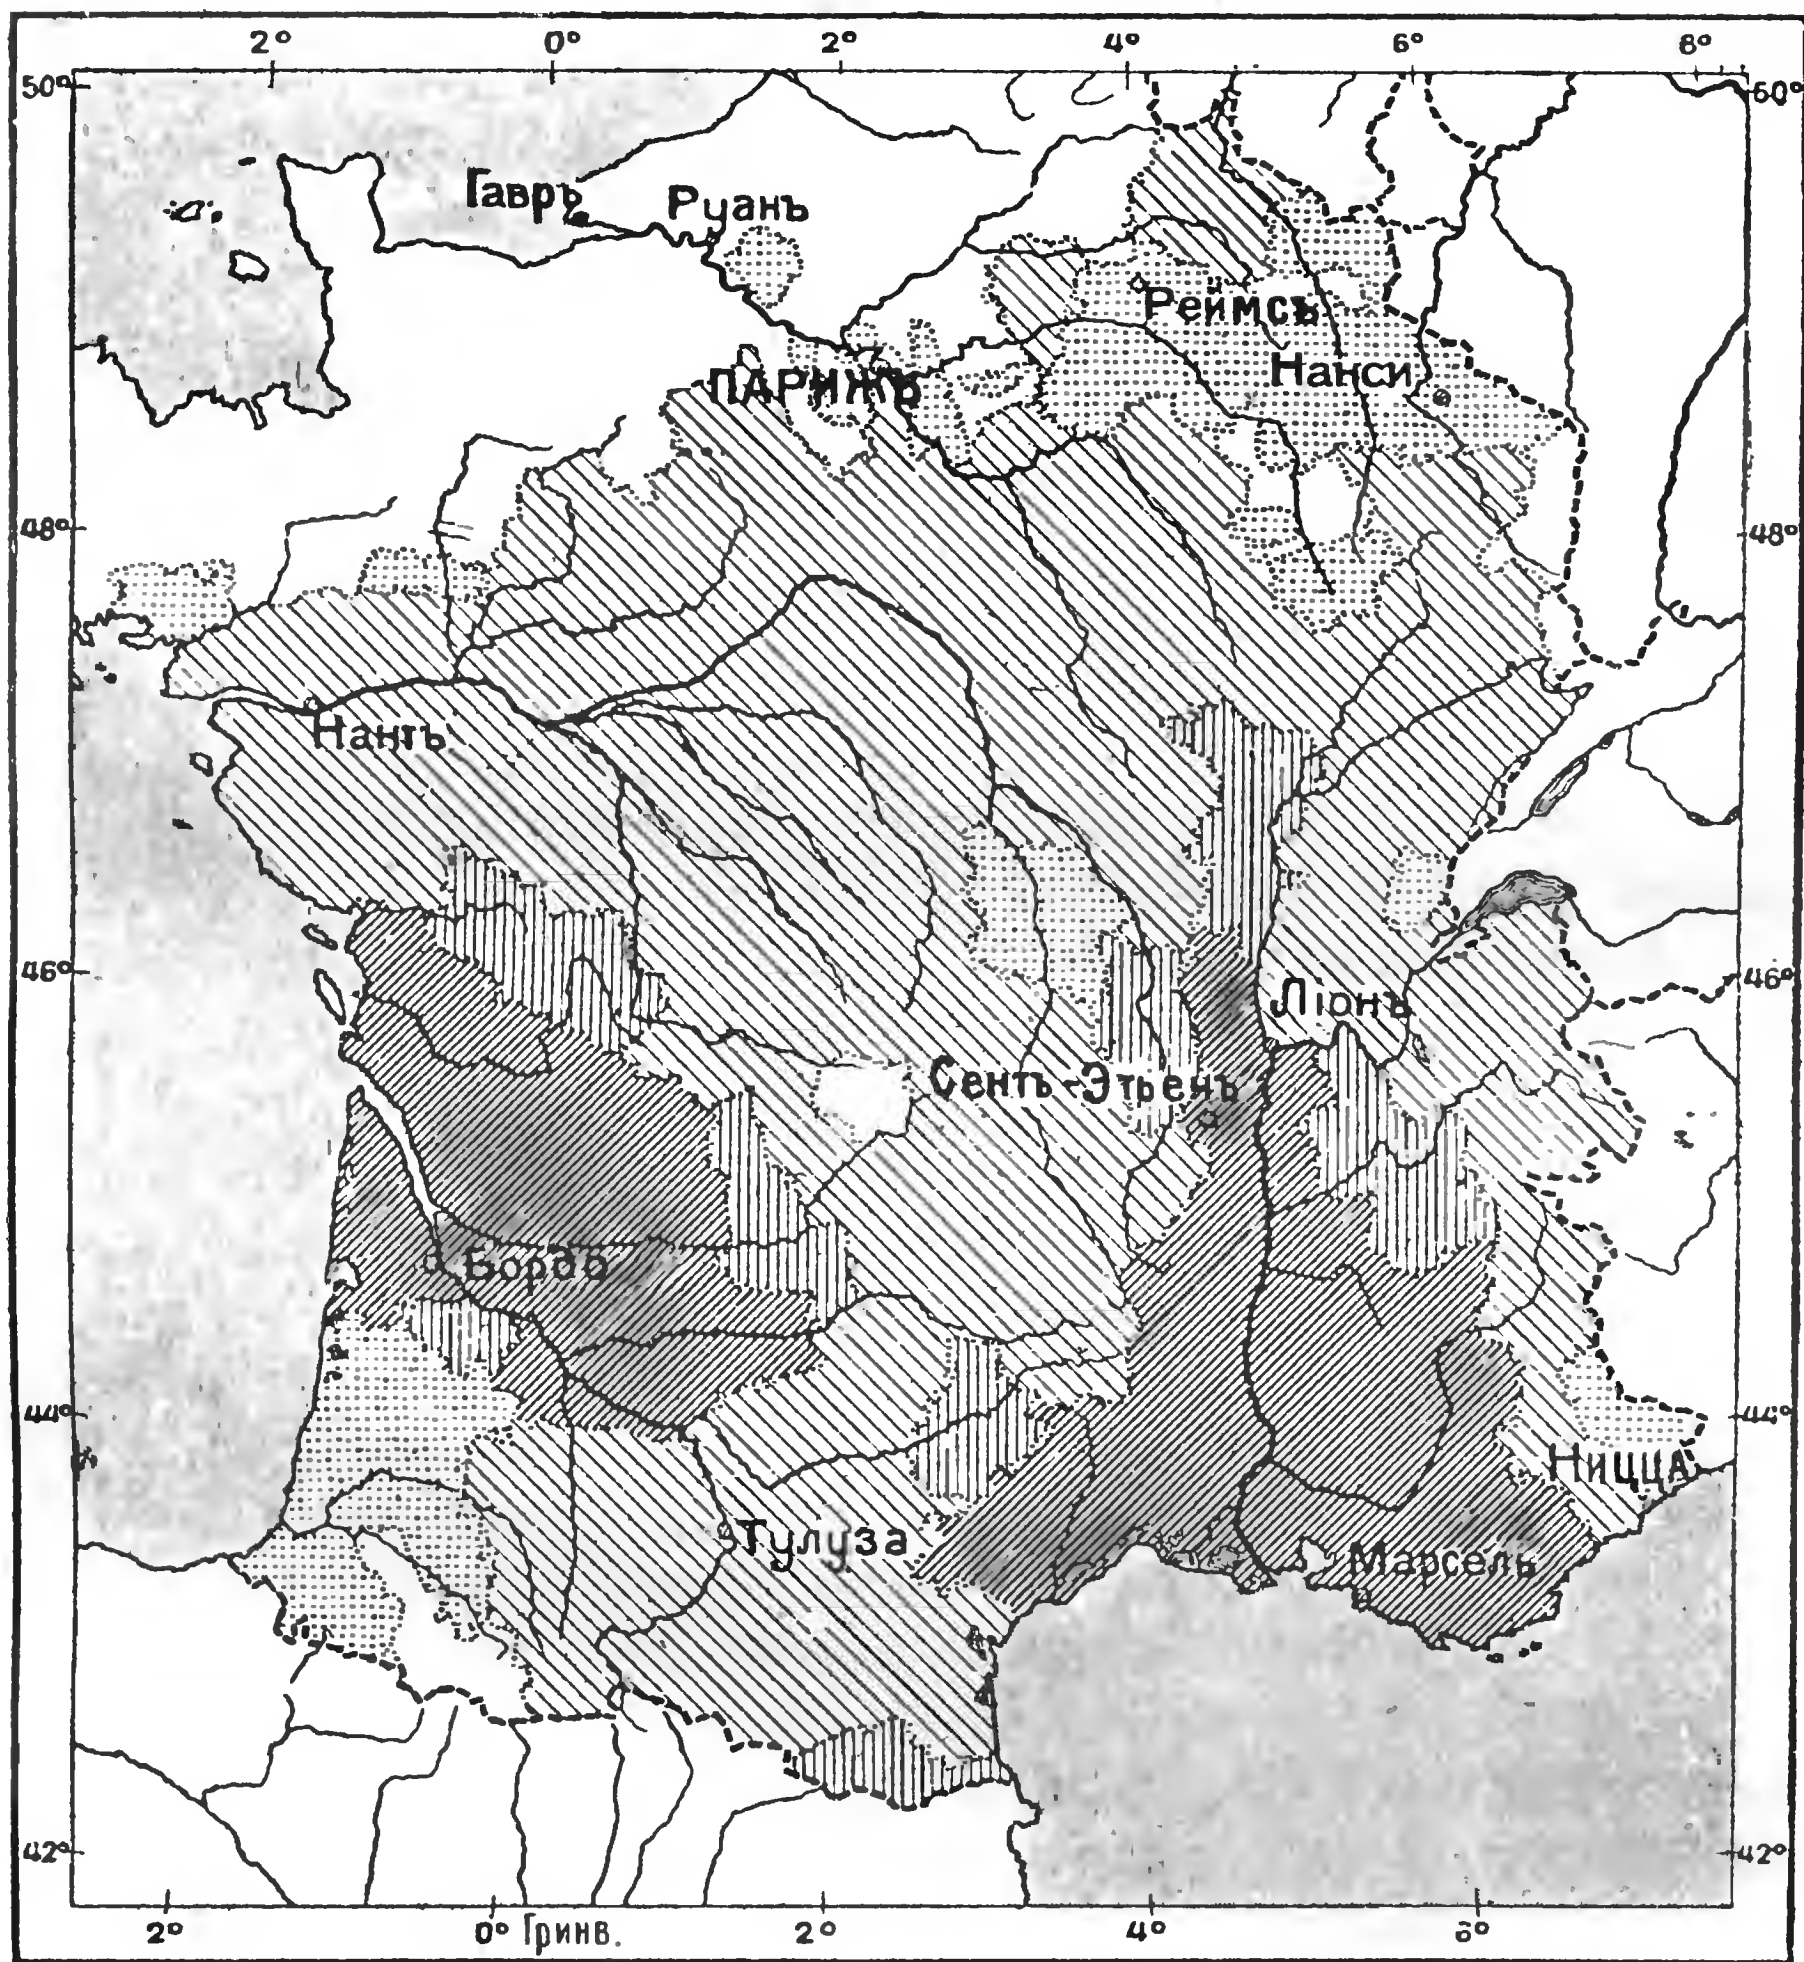 2° 0° 2° 4° 6° 8°
50° 50°
Гавръ
Руанъ
Реймсъ
Нанси
ПАРИЖЪ
48° 48°
Нантъ
46° 46°
Ліонъ
Сентъ-Этьенъ
Бордо
44° 44°
Ницца
Тулуза
Марсель
42° 42°
2° 0° Гринв. 2° 4° 6°